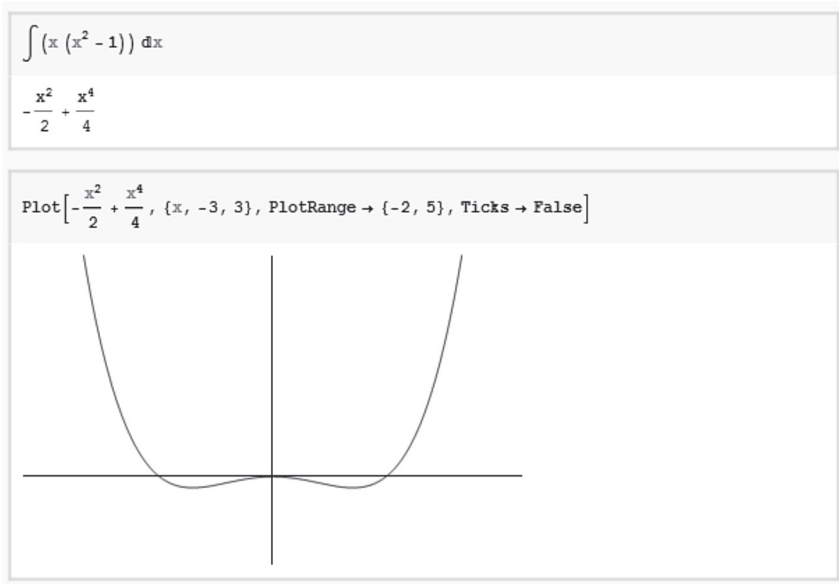 ∫(x (x² – 1)) ⅆx
-x²/2 + x⁴/4
Plot[-x²/2 + x⁴/4, {x, -3, 3}, PlotRange → {-2, 5}, Ticks → False]